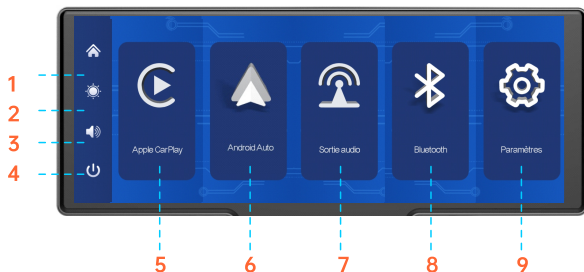 1
2
3
4
Apple CarPlay
Android Auto
Sortie audio
Bluetooth
Paramètres
5 6 7 8 9